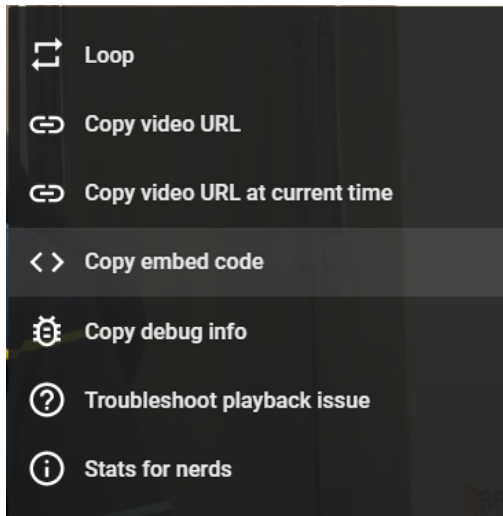 Loop
Copy video URL
Copy video URL at current time
Copy embed code
Copy debug info
Troubleshoot playback issue
Stats for nerds